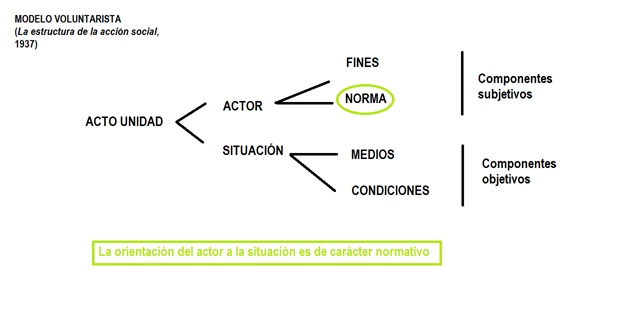 MODELO VOLUNTARISTA
(La estructura de la acción social,
1937)
FINES
ACTOR
NORMA
Componentes
subjetivos
ACTO UNIDAD
SITUACIÓN
MEDIOS
CONDICIONES
Componentes
objetivos
La orientación del actor a la situación es de carácter normativo